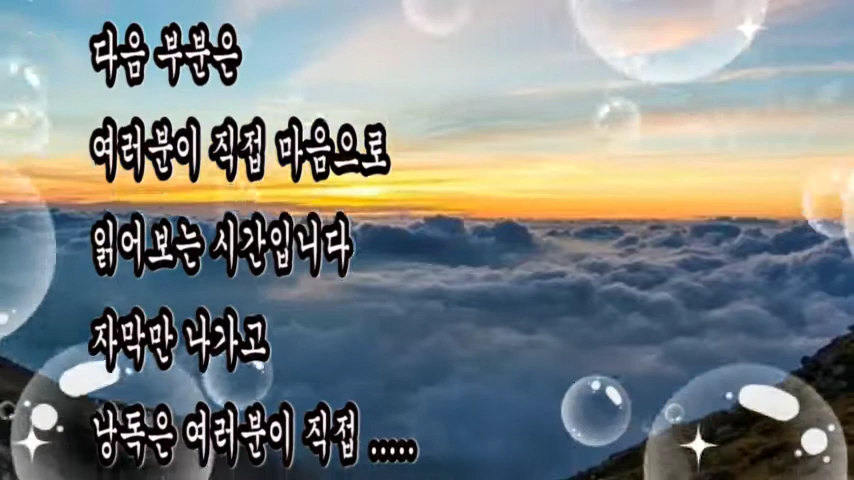 다음 부분은
여러분이 직접 마음으로
읽어보는 시간입니다
자막만 나가고
낭독은 여러분이 직접 .....